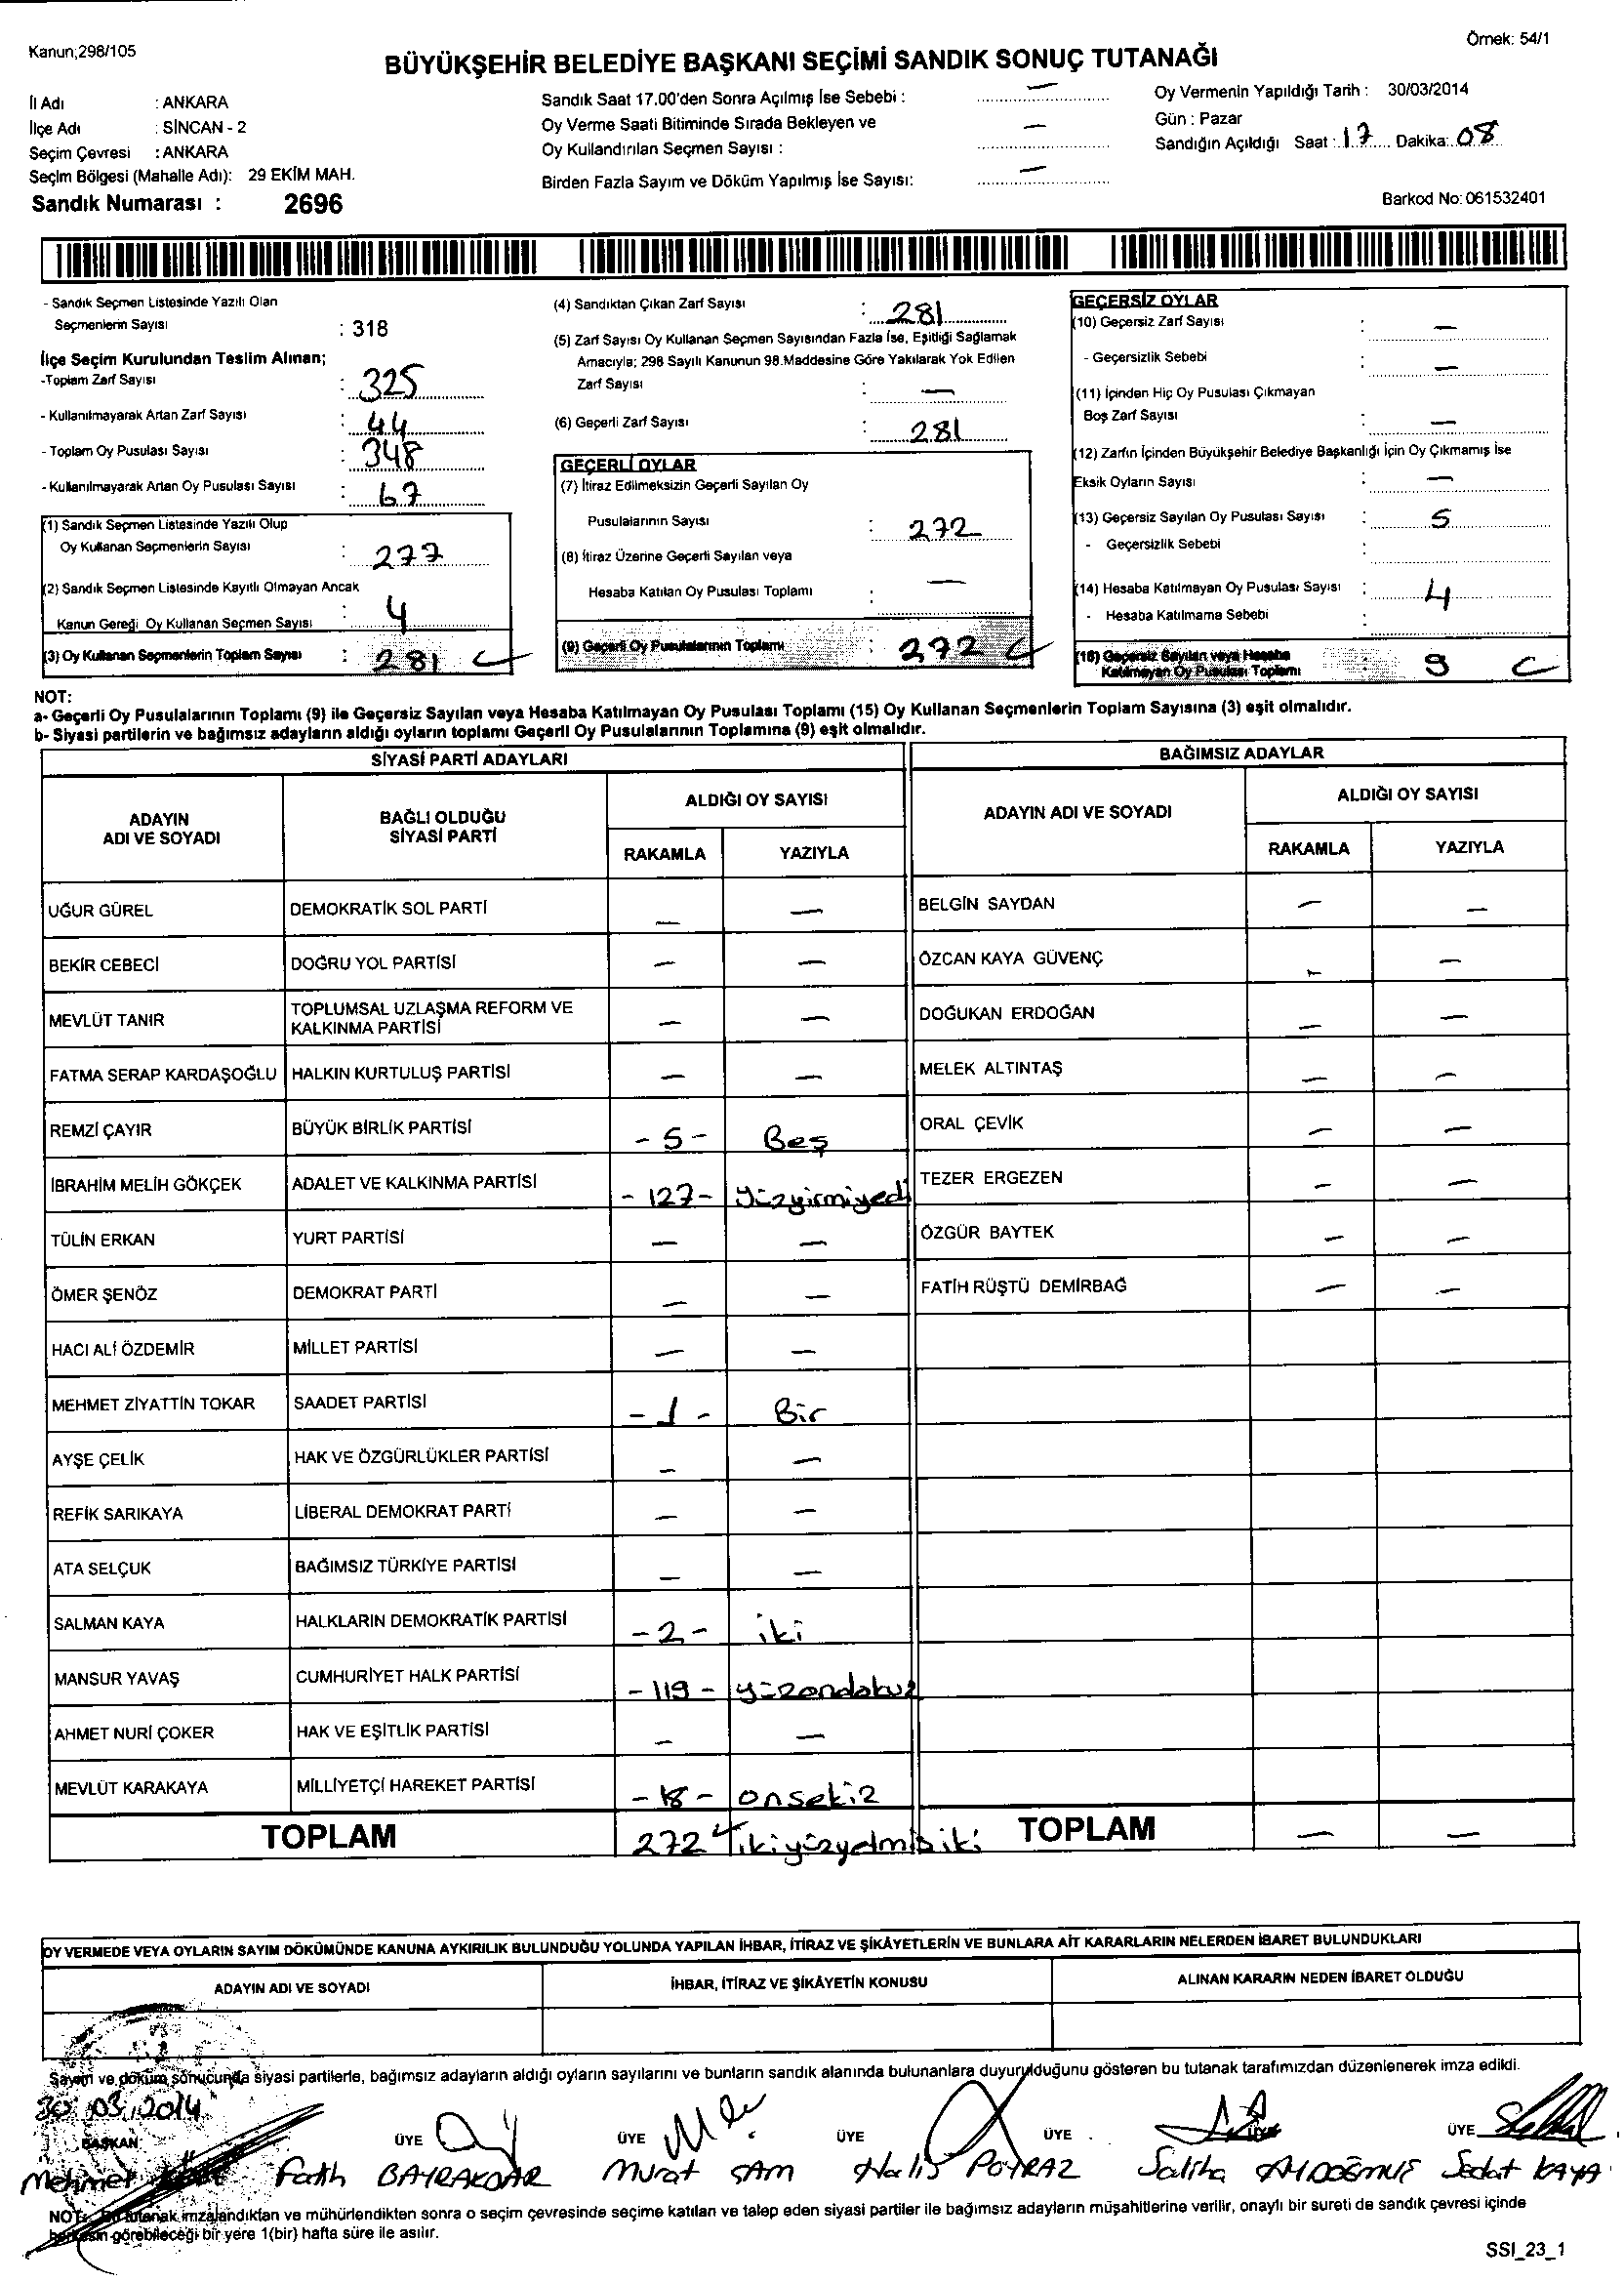 Kanun;298/105
Örnek: 54/1
BÜYÜKŞEHİR BELEDİYE BAŞKANI SEÇİMİ SANDIK SONUÇ TUTANAĞI
İl Adı : ANKARA
İlçe Adı : SİNCAN - 2
Seçim Çevresi : ANKARA
Seçim Bölgesi (Mahalle Adı): 29 EKİM MAH.
Sandık Numarası : 2696
Sandık Saat 17.00'den Sonra Açılmış İse Sebebi : —
Oy Verme Saati Bitiminde Sırada Bekleyen ve
Oy Kullandırılan Seçmen Sayısı : —
Birden Fazla Sayım ve Döküm Yapılmış İse Sayısı: —
Oy Vermenin Yapıldığı Tarih : 30/03/2014
Gün : Pazar
Sandığın Açıldığı Saat : 17 Dakika: 08
Barkod No: 061532401
- Sandık Seçmen Listesinde Yazılı Olan
Seçmenlerin Sayısı : 318
İlçe Seçim Kurulundan Teslim Alınan;
-Toplam Zarf Sayısı : 325
- Kullanılmayarak Artan Zarf Sayısı : 44
- Toplam Oy Pusulası Sayısı : 348
- Kullanılmayarak Artan Oy Pusulası Sayısı : 67
(1) Sandık Seçmen Listesinde Yazılı Olup
Oy Kullanan Seçmenlerin Sayısı : 277
(2) Sandık Seçmen Listesinde Kayıtlı Olmayan Ancak
Kanun Gereği Oy Kullanan Seçmen Sayısı : 4
(3) Oy Kullanan Seçmenlerin Toplam Sayısı : 281
(4) Sandıktan Çıkan Zarf Sayısı : 281
(5) Zarf Sayısı Oy Kullanan Seçmen Sayısından Fazla İse, Eşitliği Sağlamak
Amacıyla; 298 Sayılı Kanunun 98.Maddesine Göre Yakılarak Yok Edilen
Zarf Sayısı : —
(6) Geçerli Zarf Sayısı : 281
GEÇERLİ OYLAR
(7) İtiraz Edilmeksizin Geçerli Sayılan Oy
Pusulalarının Sayısı : 272
(8) İtiraz Üzerine Geçerli Sayılan veya
Hesaba Katılan Oy Pusulası Toplamı : —
(9) Geçerli Oy Pusulalarının Toplamı : 272
GEÇERSİZ OYLAR
(10) Geçersiz Zarf Sayısı : —
- Geçersizlik Sebebi : —
(11) İçinden Hiç Oy Pusulası Çıkmayan
Boş Zarf Sayısı : —
(12) Zarfın İçinden Büyükşehir Belediye Başkanlığı İçin Oy Çıkmamış İse
Eksik Oyların Sayısı : —
(13) Geçersiz Sayılan Oy Pusulası Sayısı : 5
- Geçersizlik Sebebi :
(14) Hesaba Katılmayan Oy Pusulası Sayısı : 4
- Hesaba Katılmama Sebebi :
(15) Geçersiz Sayılan veya Hesaba
Katılmayan Oy Pusulası Toplamı : 9
NOT:
a- Geçerli Oy Pusulalarının Toplamı (9) ile Geçersiz Sayılan veya Hesaba Katılmayan Oy Pusulası Toplamı (15) Oy Kullanan Seçmenlerin Toplam Sayısına (3) eşit olmalıdır.
b- Siyasi partilerin ve bağımsız adayların aldığı oyların toplamı Geçerli Oy Pusulalarının Toplamına (9) eşit olmalıdır.
SİYASİ PARTİ ADAYLARI
ADAYIN ADI VE SOYADI
BAĞLI OLDUĞU SİYASİ PARTİ
ALDIĞI OY SAYISI
RAKAMLA YAZIYLA
UĞUR GÜREL DEMOKRATİK SOL PARTİ — —
BEKİR CEBECİ DOĞRU YOL PARTİSİ — —
MEVLÜT TANIR TOPLUMSAL UZLAŞMA REFORM VE KALKINMA PARTİSİ — —
FATMA SERAP KARDAŞOĞLU HALKIN KURTULUŞ PARTİSİ — —
REMZİ ÇAYIR BÜYÜK BİRLİK PARTİSİ - 5 - Beş
İBRAHİM MELİH GÖKÇEK ADALET VE KALKINMA PARTİSİ - 127 - yüzyirmiyedi
TÜLİN ERKAN YURT PARTİSİ — —
ÖMER ŞENÖZ DEMOKRAT PARTİ — —
HACI ALİ ÖZDEMİR MİLLET PARTİSİ — —
MEHMET ZİYATTİN TOKAR SAADET PARTİSİ - 1 - Bir
AYŞE ÇELİK HAK VE ÖZGÜRLÜKLER PARTİSİ — —
REFİK SARIKAYA LİBERAL DEMOKRAT PARTİ — —
ATA SELÇUK BAĞIMSIZ TÜRKİYE PARTİSİ — —
SALMAN KAYA HALKLARIN DEMOKRATİK PARTİSİ - 2 - iki
MANSUR YAVAŞ CUMHURİYET HALK PARTİSİ - 119 - yüzondokuz
AHMET NURİ ÇOKER HAK VE EŞİTLİK PARTİSİ — —
MEVLÜT KARAKAYA MİLLİYETÇİ HAREKET PARTİSİ - 18 - onsekiz
TOPLAM 272 ikiyüzyetmişiki
BAĞIMSIZ ADAYLAR
ADAYIN ADI VE SOYADI
ALDIĞI OY SAYISI
RAKAMLA YAZIYLA
BELGİN SAYDAN — —
ÖZCAN KAYA GÜVENÇ — —
DOĞUKAN ERDOĞAN — —
MELEK ALTINTAŞ — —
ORAL ÇEVİK — —
TEZER ERGEZEN — —
ÖZGÜR BAYTEK — —
FATİH RÜŞTÜ DEMİRBAĞ — —
TOPLAM — —
OY VERMEDE VEYA OYLARIN SAYIM DÖKÜMÜNDE KANUNA AYKIRILIK BULUNDUĞU YOLUNDA YAPILAN İHBAR, İTİRAZ VE ŞİKÂYETLERİN VE BUNLARA AİT KARARLARIN NELERDEN İBARET BULUNDUKLARI
ADAYIN ADI VE SOYADI İHBAR, İTİRAZ VE ŞİKÂYETİN KONUSU ALINAN KARARIN NEDEN İBARET OLDUĞU
Sayım ve döküm sonucunda siyasi partilerle, bağımsız adayların aldığı oyların sayılarını ve bunların sandık alanında bulunanlara duyurulduğunu gösteren bu tutanak tarafımızdan düzenlenerek imza edildi.
30.03.2014
BAŞKAN ÜYE ÜYE ÜYE ÜYE ÜYE
Mehmet Fatih BAYRAKDAR Murat ŞAM Halis POYRAZ Saliha AYDOĞMUŞ Sedat KAYA
NOT: Bu tutanak imzalandıktan ve mühürlendikten sonra o seçim çevresinde seçime katılan ve talep eden siyasi partiler ile bağımsız adayların müşahitlerine verilir, onaylı bir sureti de sandık çevresi içinde
herkesin görebileceği bir yere 1(bir) hafta süre ile asılır.
SSI_23_1